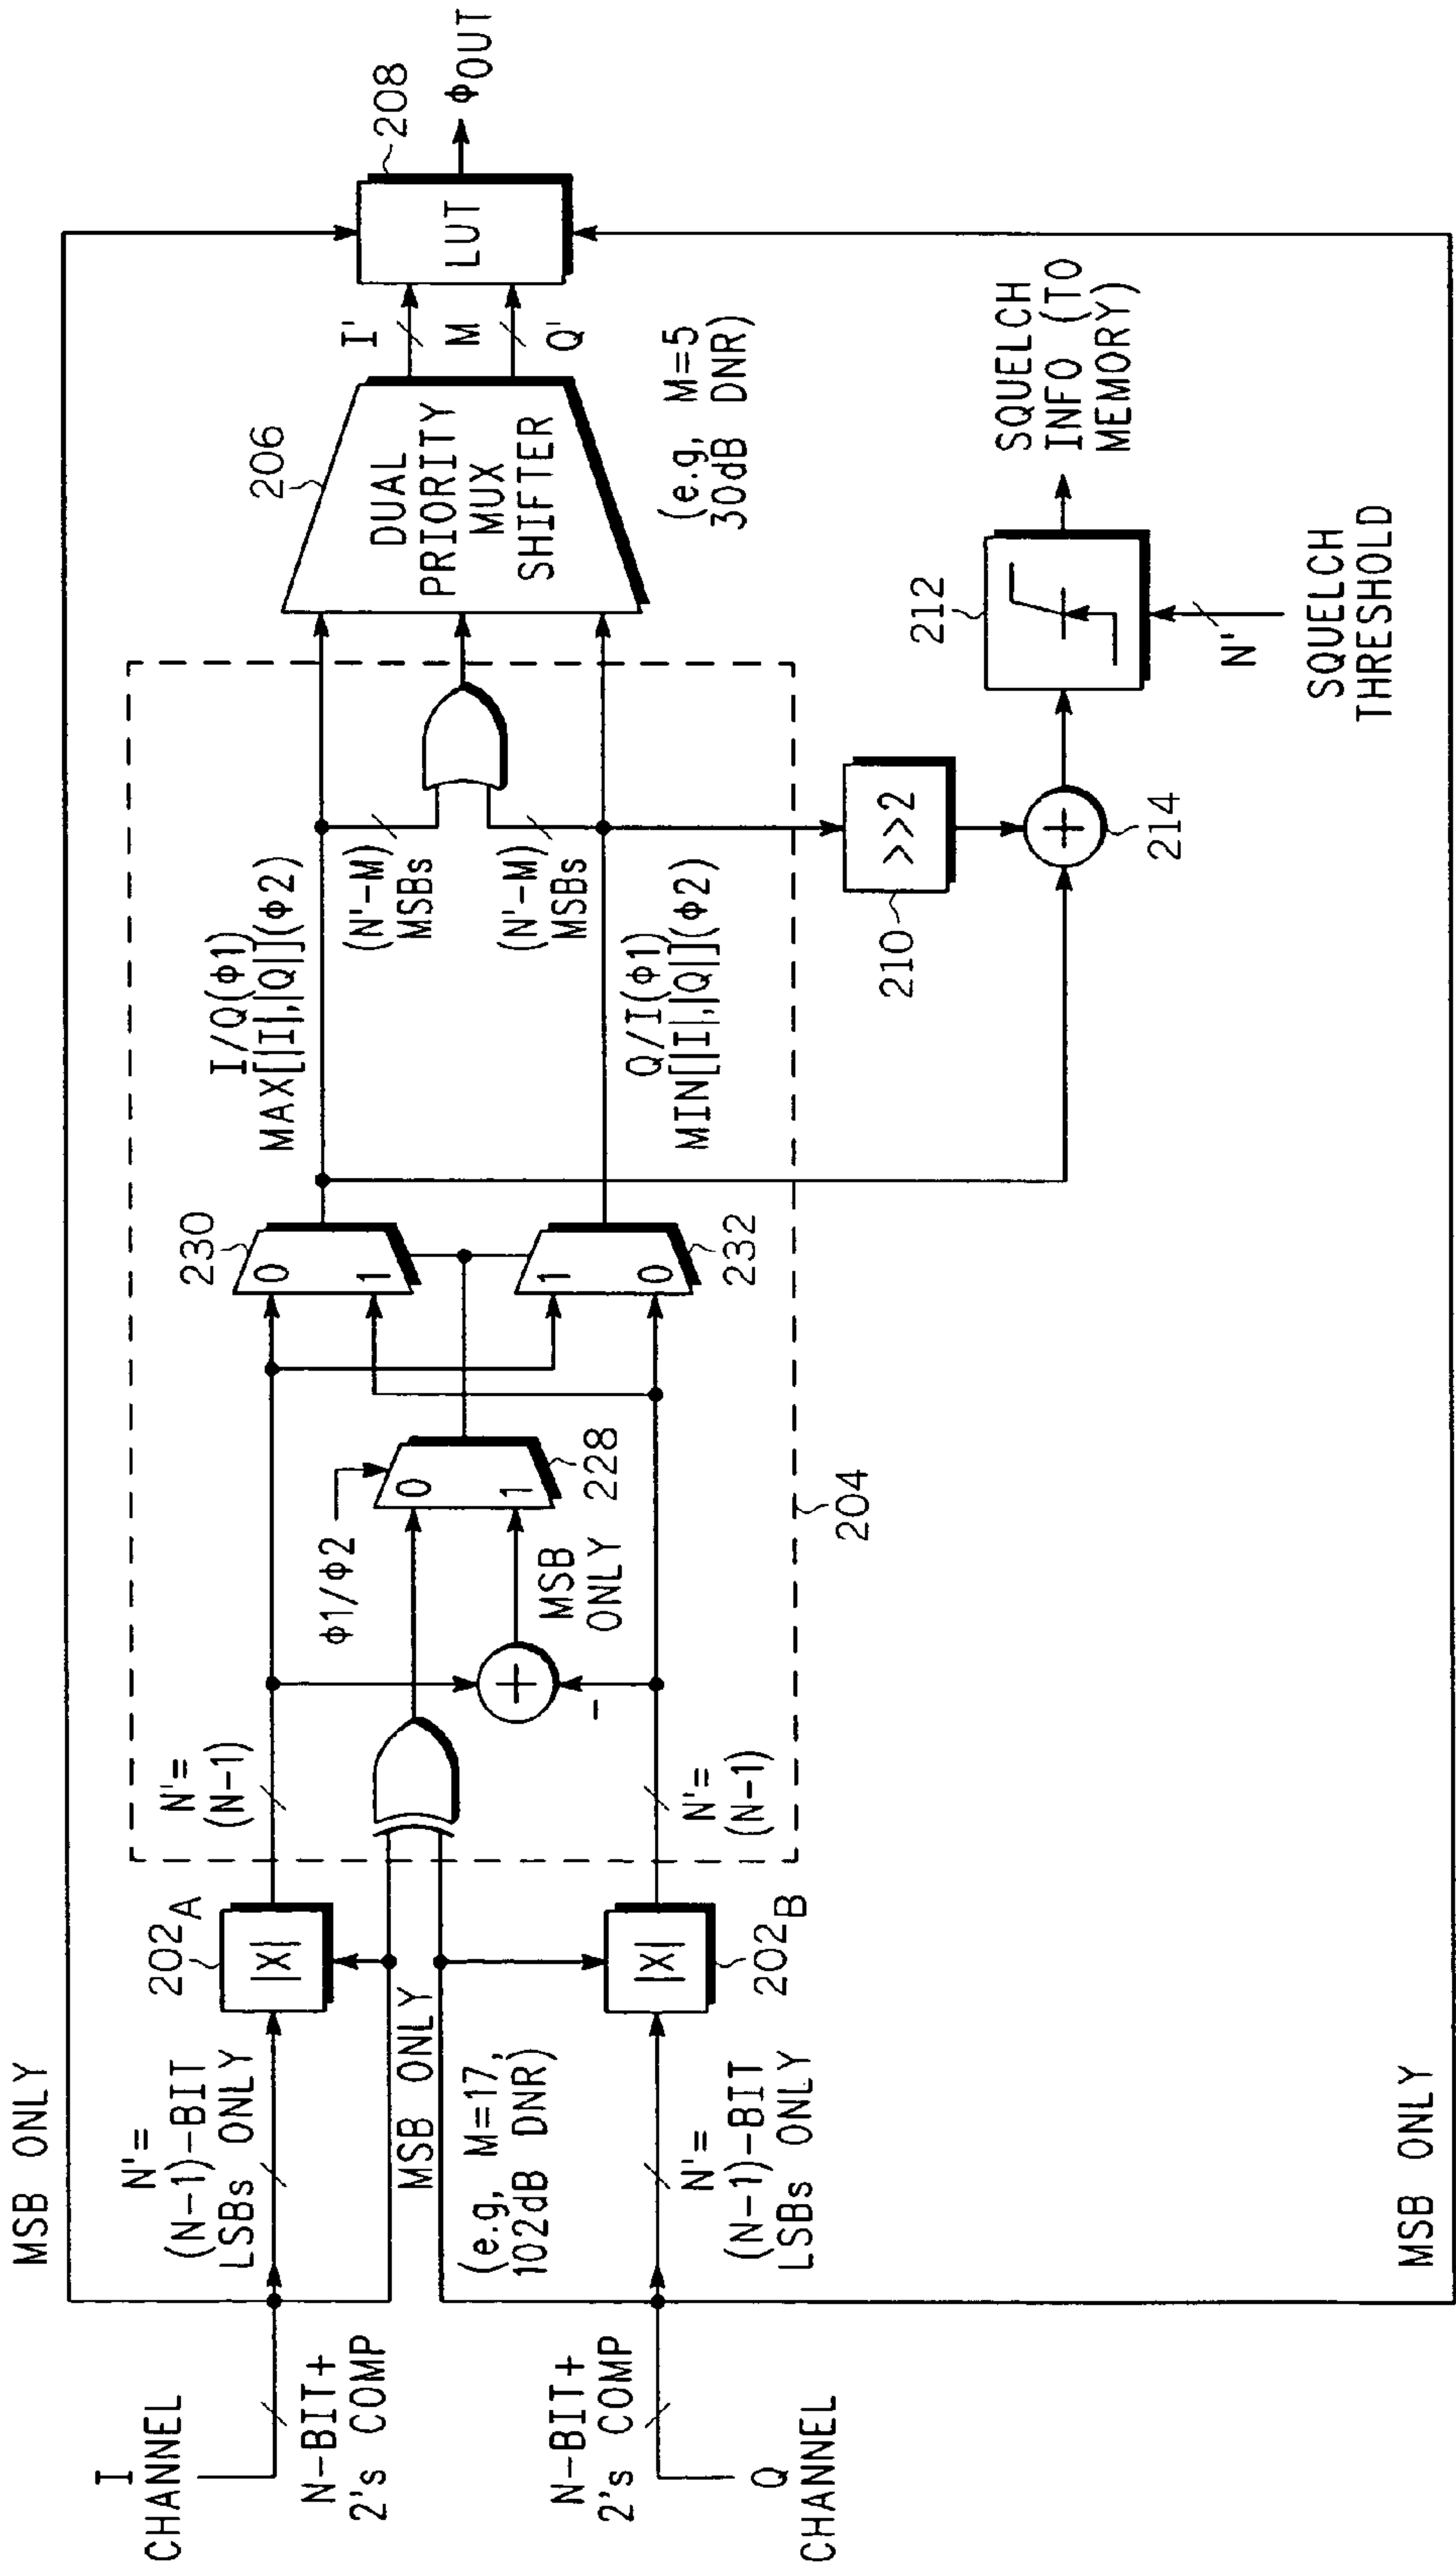 MSB ONLY
I
CHANNEL
N-BIT+
2's COMP
N'=
(N-1)-BIT
LSBs ONLY
202A
|X|
MSB ONLY
(e.g, M=17,
102dB DNR)
N-BIT+
2's COMP
Q
CHANNEL
N'=
(N-1)-BIT
LSBs ONLY
|X|
202B
MSB ONLY
N'=
(N-1)
N'=
(N-1)
+
-
MSB
ONLY
ϕ1/ϕ2
0
1
228
204
230
0
1
1
0
232
I/Q(ϕ1)
MAX[|I|,|Q|](ϕ2)
(N'-M)
MSBs
(N'-M)
MSBs
Q/I(ϕ1)
MIN[|I|,|Q|](ϕ2)
210
>>2
+
214
206
DUAL
PRIORITY
MUX
SHIFTER
I'
M
Q'
(e.g, M=5
30dB DNR)
LUT
208
ϕOUT
212
N'
SQUELCH
THRESHOLD
SQUELCH
INFO (TO
MEMORY)